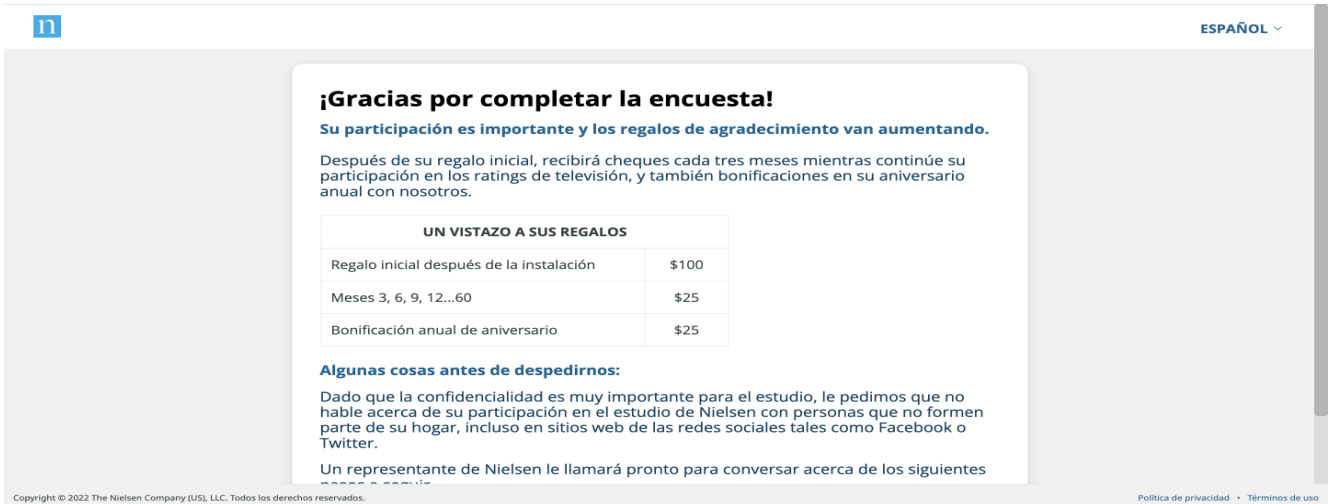 n
ESPAÑOL
¡Gracias por completar la encuesta!
Su participación es importante y los regalos de agradecimiento van aumentando.
Después de su regalo inicial, recibirá cheques cada tres meses mientras continúe su
participación en los ratings de televisión, y también bonificaciones en su aniversario
anual con nosotros.
UN VISTAZO A SUS REGALOS
Regalo inicial después de la instalación $100
Meses 3, 6, 9, 12...60 $25
Bonificación anual de aniversario $25
Algunas cosas antes de despedirnos:
Dado que la confidencialidad es muy importante para el estudio, le pedimos que no
hable acerca de su participación en el estudio de Nielsen con personas que no formen
parte de su hogar, incluso en sitios web de las redes sociales tales como Facebook o
Twitter.
Un representante de Nielsen le llamará pronto para conversar acerca de los siguientes
Copyright © 2022 The Nielsen Company (US), LLC. Todos los derechos reservados.
Política de privacidad • Términos de uso